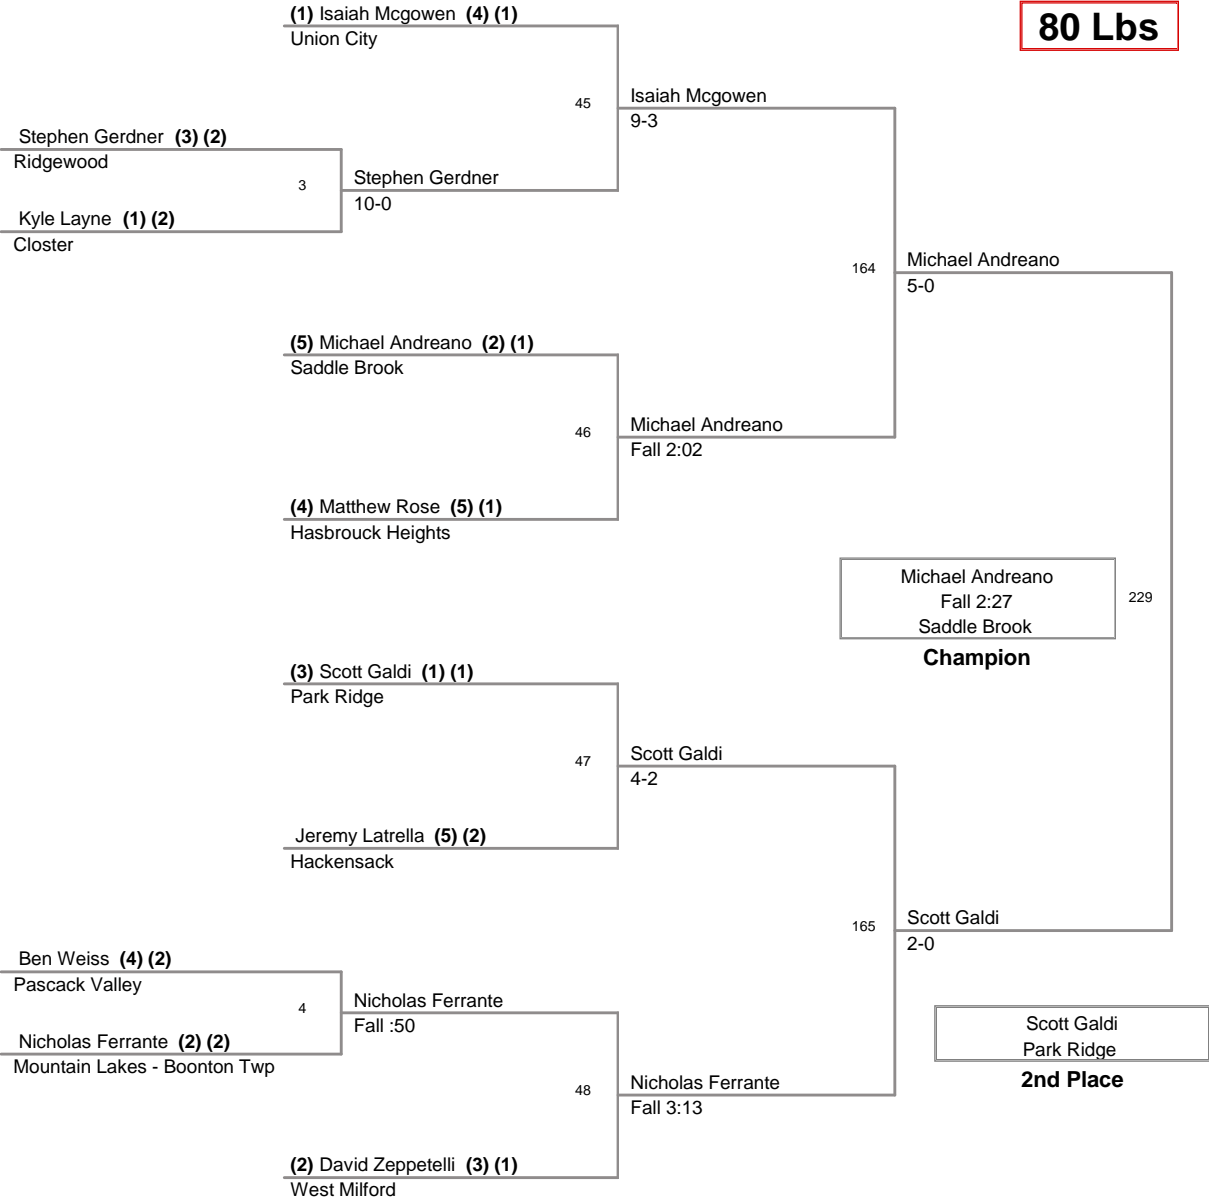 (1) Isaiah Mcgowen (4) (1)
Union City
80 Lbs
45
Isaiah Mcgowen
9-3
Stephen Gerdner (3) (2)
Ridgewood
3
Stephen Gerdner
10-0
Kyle Layne (1) (2)
Closter
164
Michael Andreano
5-0
(5) Michael Andreano (2) (1)
Saddle Brook
46
Michael Andreano
Fall 2:02
(4) Matthew Rose (5) (1)
Hasbrouck Heights
Michael Andreano
Fall 2:27
Saddle Brook
Champion
229
(3) Scott Galdi (1) (1)
Park Ridge
47
Scott Galdi
4-2
Jeremy Latrella (5) (2)
Hackensack
165
Scott Galdi
2-0
Ben Weiss (4) (2)
Pascack Valley
4
Nicholas Ferrante
Fall :50
Nicholas Ferrante (2) (2)
Mountain Lakes - Boonton Twp
Scott Galdi
Park Ridge
2nd Place
48
Nicholas Ferrante
Fall 3:13
(2) David Zeppetelli (3) (1)
West Milford